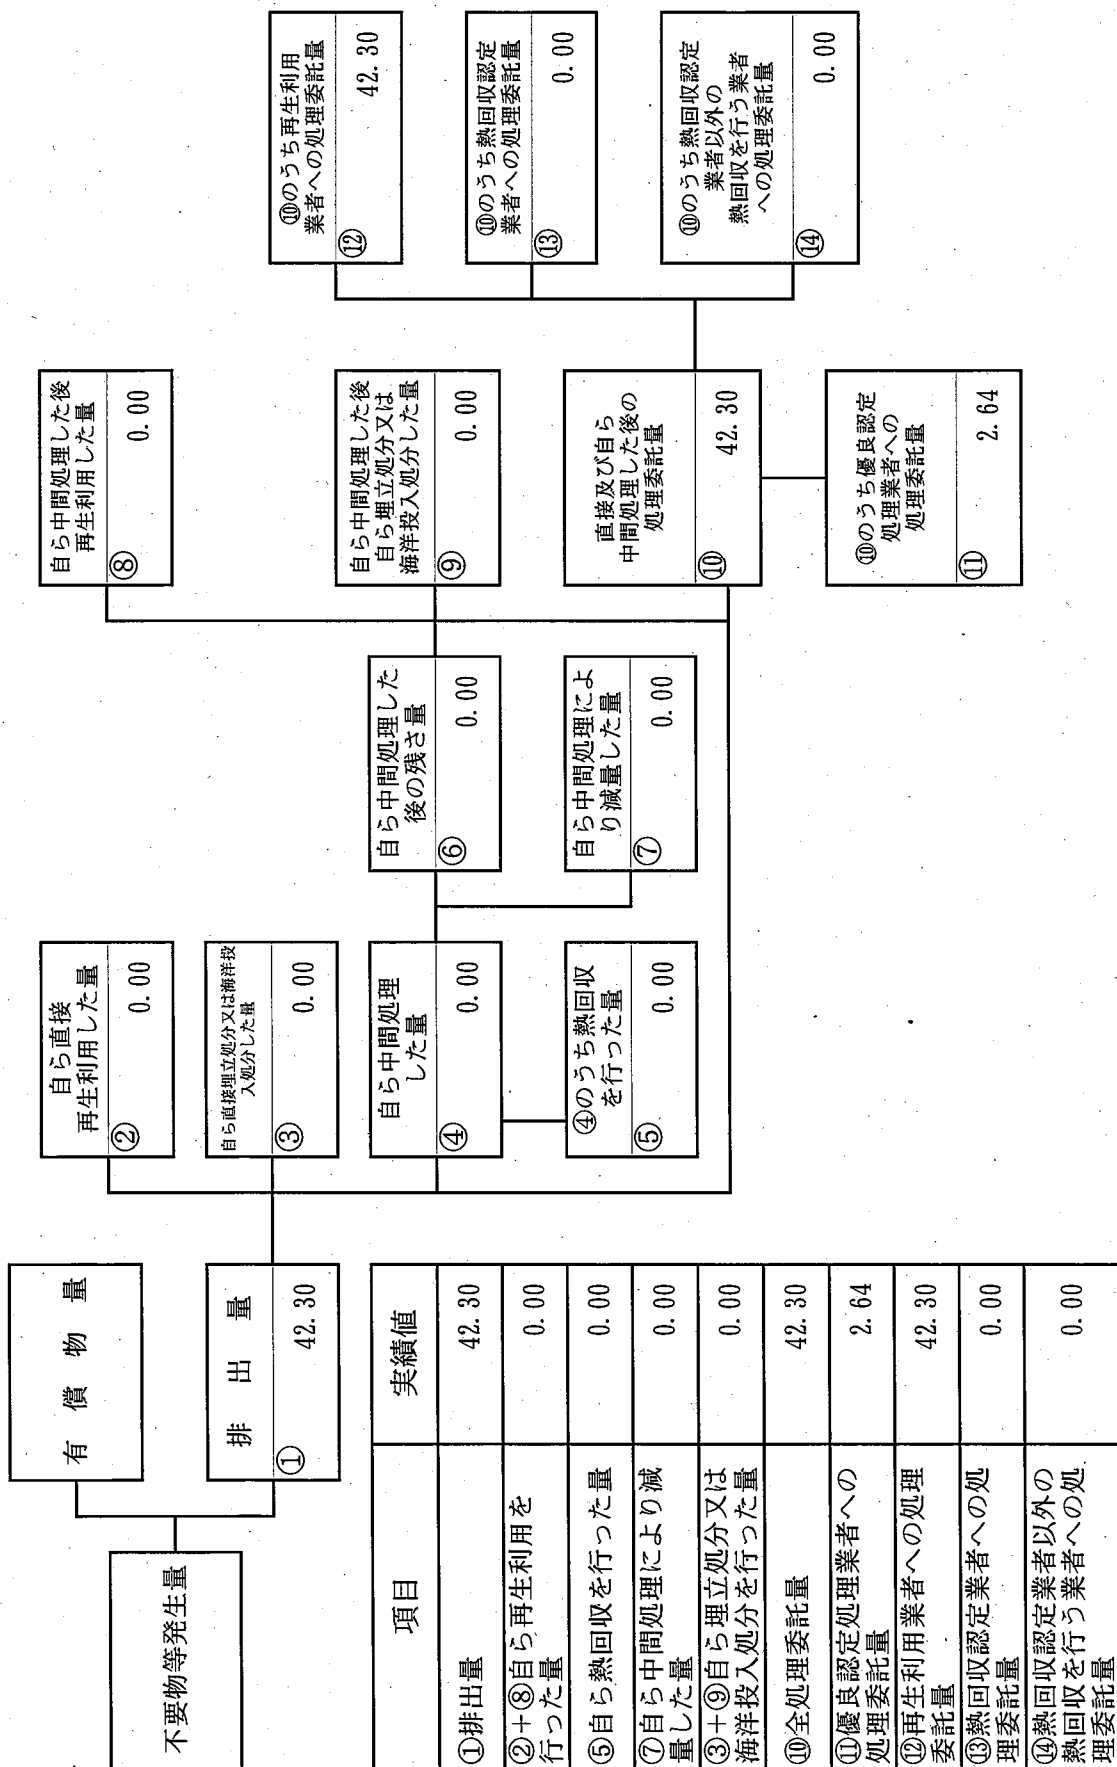 不要物等発生量
有償物量
排出量
① 42.30
自ら直接
再生利用した量
② 0.00
自ら直接埋立処分又は海洋投
入処分した量
③ 0.00
自ら中間処理
した量
④ 0.00
④のうち熱回収
を行った量
⑤ 0.00
自ら中間処理した
後の残さ量
⑥ 0.00
自ら中間処理によ
り減量した量
⑦ 0.00
自ら中間処理した後
再生利用した量
⑧ 0.00
自ら中間処理した後
自ら埋立処分又は
海洋投入処分した量
⑨ 0.00
直接及び自ら
中間処理した後の
処理委託量
⑩ 42.30
⑩のうち優良認定
処理業者への
処理委託量
⑪ 2.64
⑩のうち再生利用
業者への処理委託量
⑫ 42.30
⑩のうち熱回収認定
業者への処理委託量
⑬ 0.00
⑩のうち熱回収認定
業者以外の
熱回収を行う業者
への処理委託量
⑭ 0.00
項目 実績値
①排出量 42.30
②+⑧自ら再生利用を
行った量 0.00
⑤自ら熱回収を行った量 0.00
⑦自ら中間処理により減
量した量 0.00
③+⑨自ら埋立処分又は
海洋投入処分を行った量 0.00
⑩全処理委託量 42.30
⑪優良認定処理業者への
処理委託量 2.64
⑫再生利用業者への処理
委託量 42.30
⑬熱回収認定業者への処
理委託量 0.00
⑭熱回収認定業者以外の
熱回収を行う業者への処
理委託量 0.00